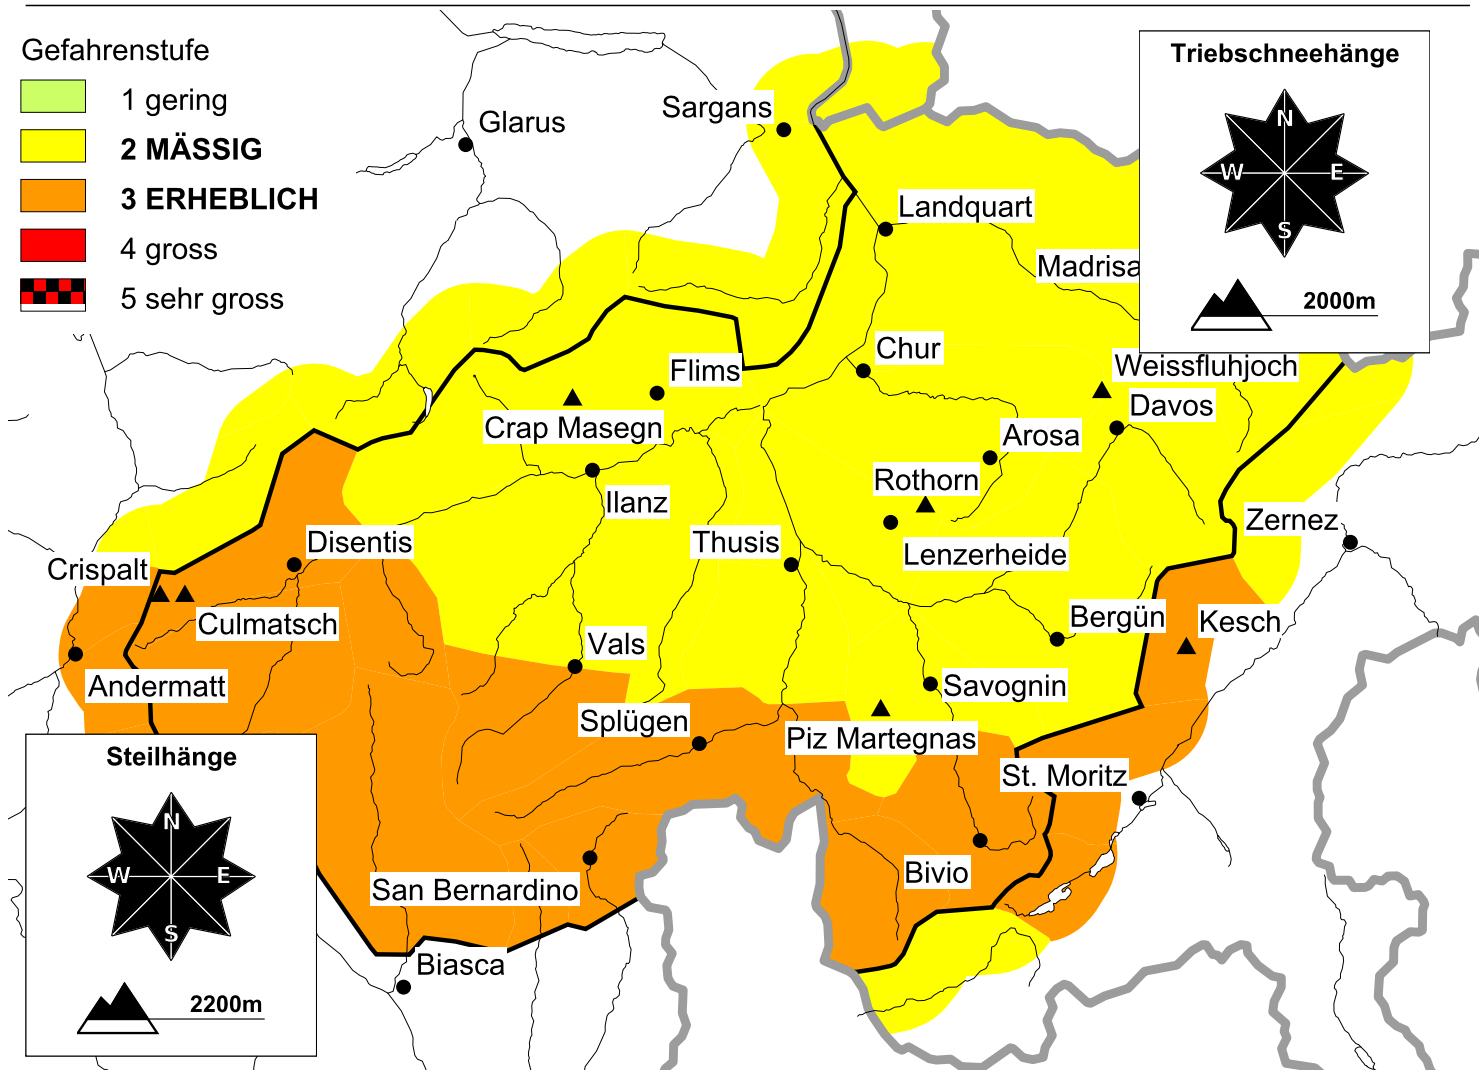 Gefahrenstufe
1 gering
2 MÄSSIG
3 ERHEBLICH
4 gross
5 sehr gross
Glarus
Sargans
Triebschneehänge
N
W E
S
2000m
Landquart
Madrisa
Chur
Weissfluhjoch
Flims
Davos
Crap Masegn
Arosa
Rothorn
Ilanz
Zernez
Disentis
Thusis
Lenzerheide
Crispalt
Culmatsch
Bergün
Kesch
Vals
Andermatt
Savognin
Splügen
Piz Martegnas
St. Moritz
Steilhänge
N
W E
S
2200m
Bivio
San Bernardino
Biasca